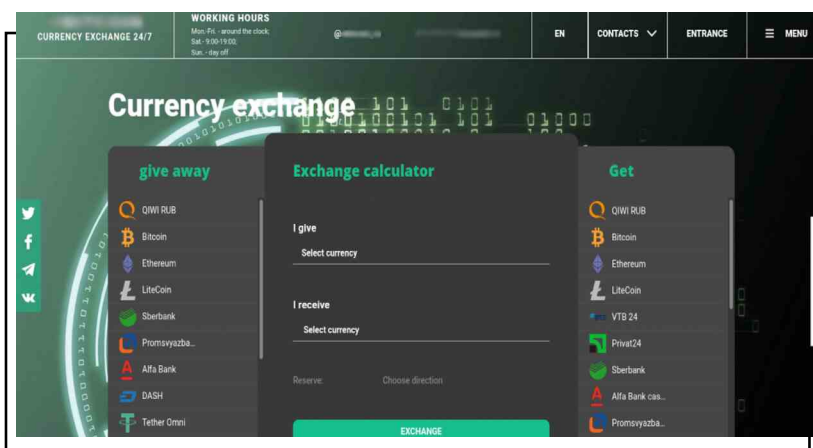 CURRENCY EXCHANGE 24/7
WORKING HOURS
Mon.-Fri. - around the clock;
Sat.- 9:00-19:00;
Sun. - day off
@
EN
CONTACTS
ENTRANCE
MENU
Currency exchange
give away
QIWI RUB
Bitcoin
Ethereum
LiteCoin
Sberbank
Promsvyazba...
Alfa Bank
DASH
Tether Omni
Exchange calculator
I give
Select currency
I receive
Select currency
Reserve: Choose direction
EXCHANGE
Get
QIWI RUB
Bitcoin
Ethereum
LiteCoin
VTB 24
Privat24
Sberbank
Alfa Bank cas...
Promsvyazba...